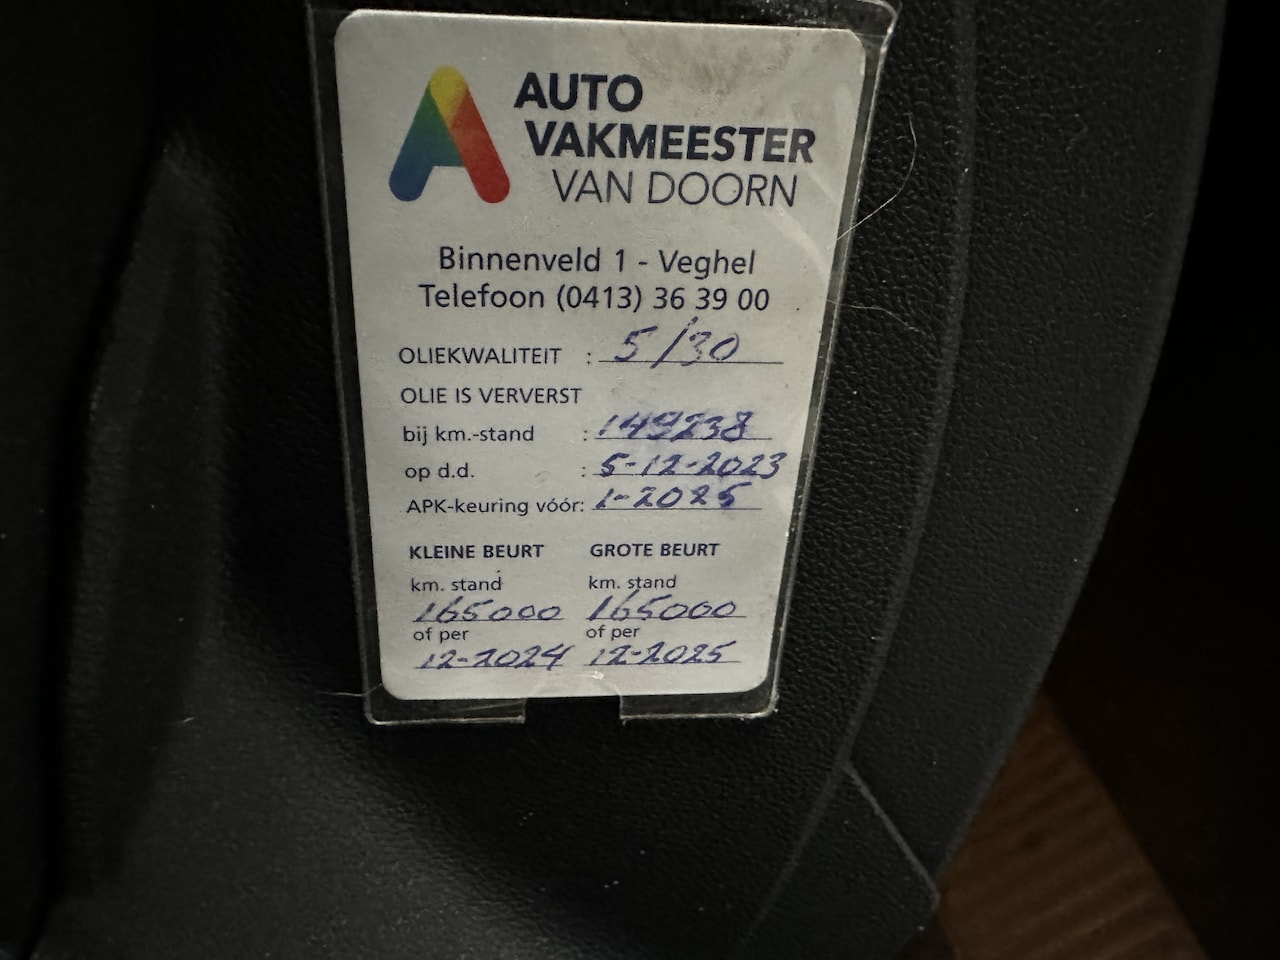 AUTO
VAKMEESTER
VAN DOORN
Binnenveld 1 - Veghel
Telefoon (0413) 36 39 00
OLIEKWALITEIT : 5/30
OLIE IS VERVERST
bij km.-stand : 149238
op d.d. : 5-12-2023
APK-keuring vóór: 1-2025
KLEINE BEURT GROTE BEURT
km. stand km. stand
165000 165000
of per of per
12-2024 12-2025